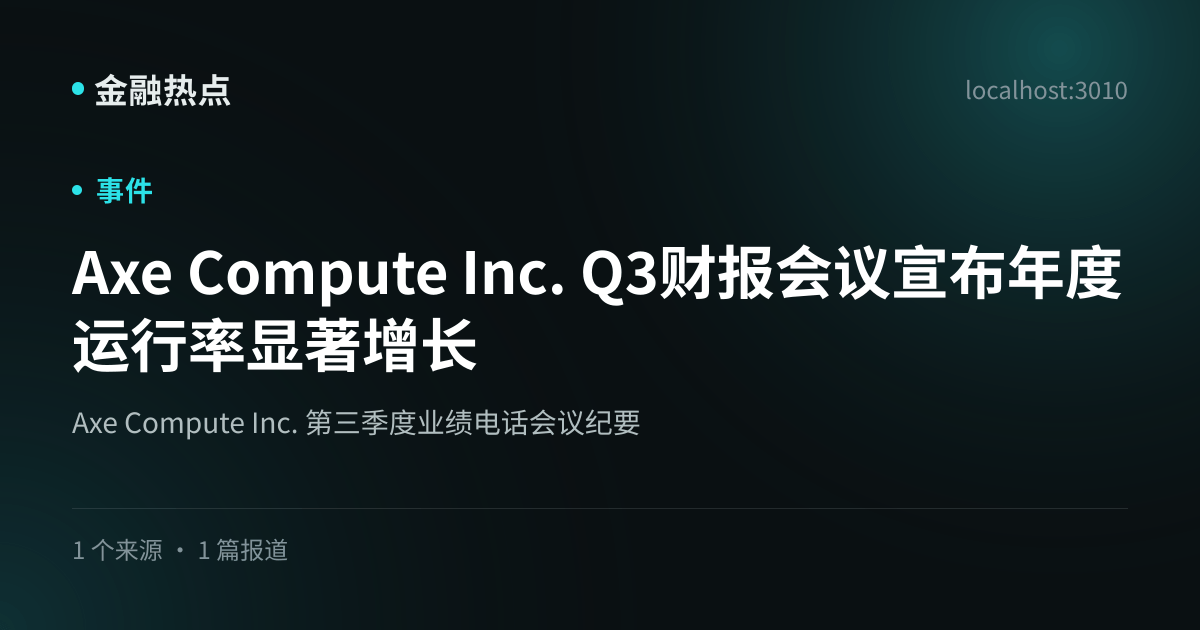 金融热点
localhost:3010
事件
Axe Compute Inc. Q3财报会议宣布年度
运行率显著增长
Axe Compute Inc. 第三季度业绩电话会议纪要
1 个来源 · 1 篇报道